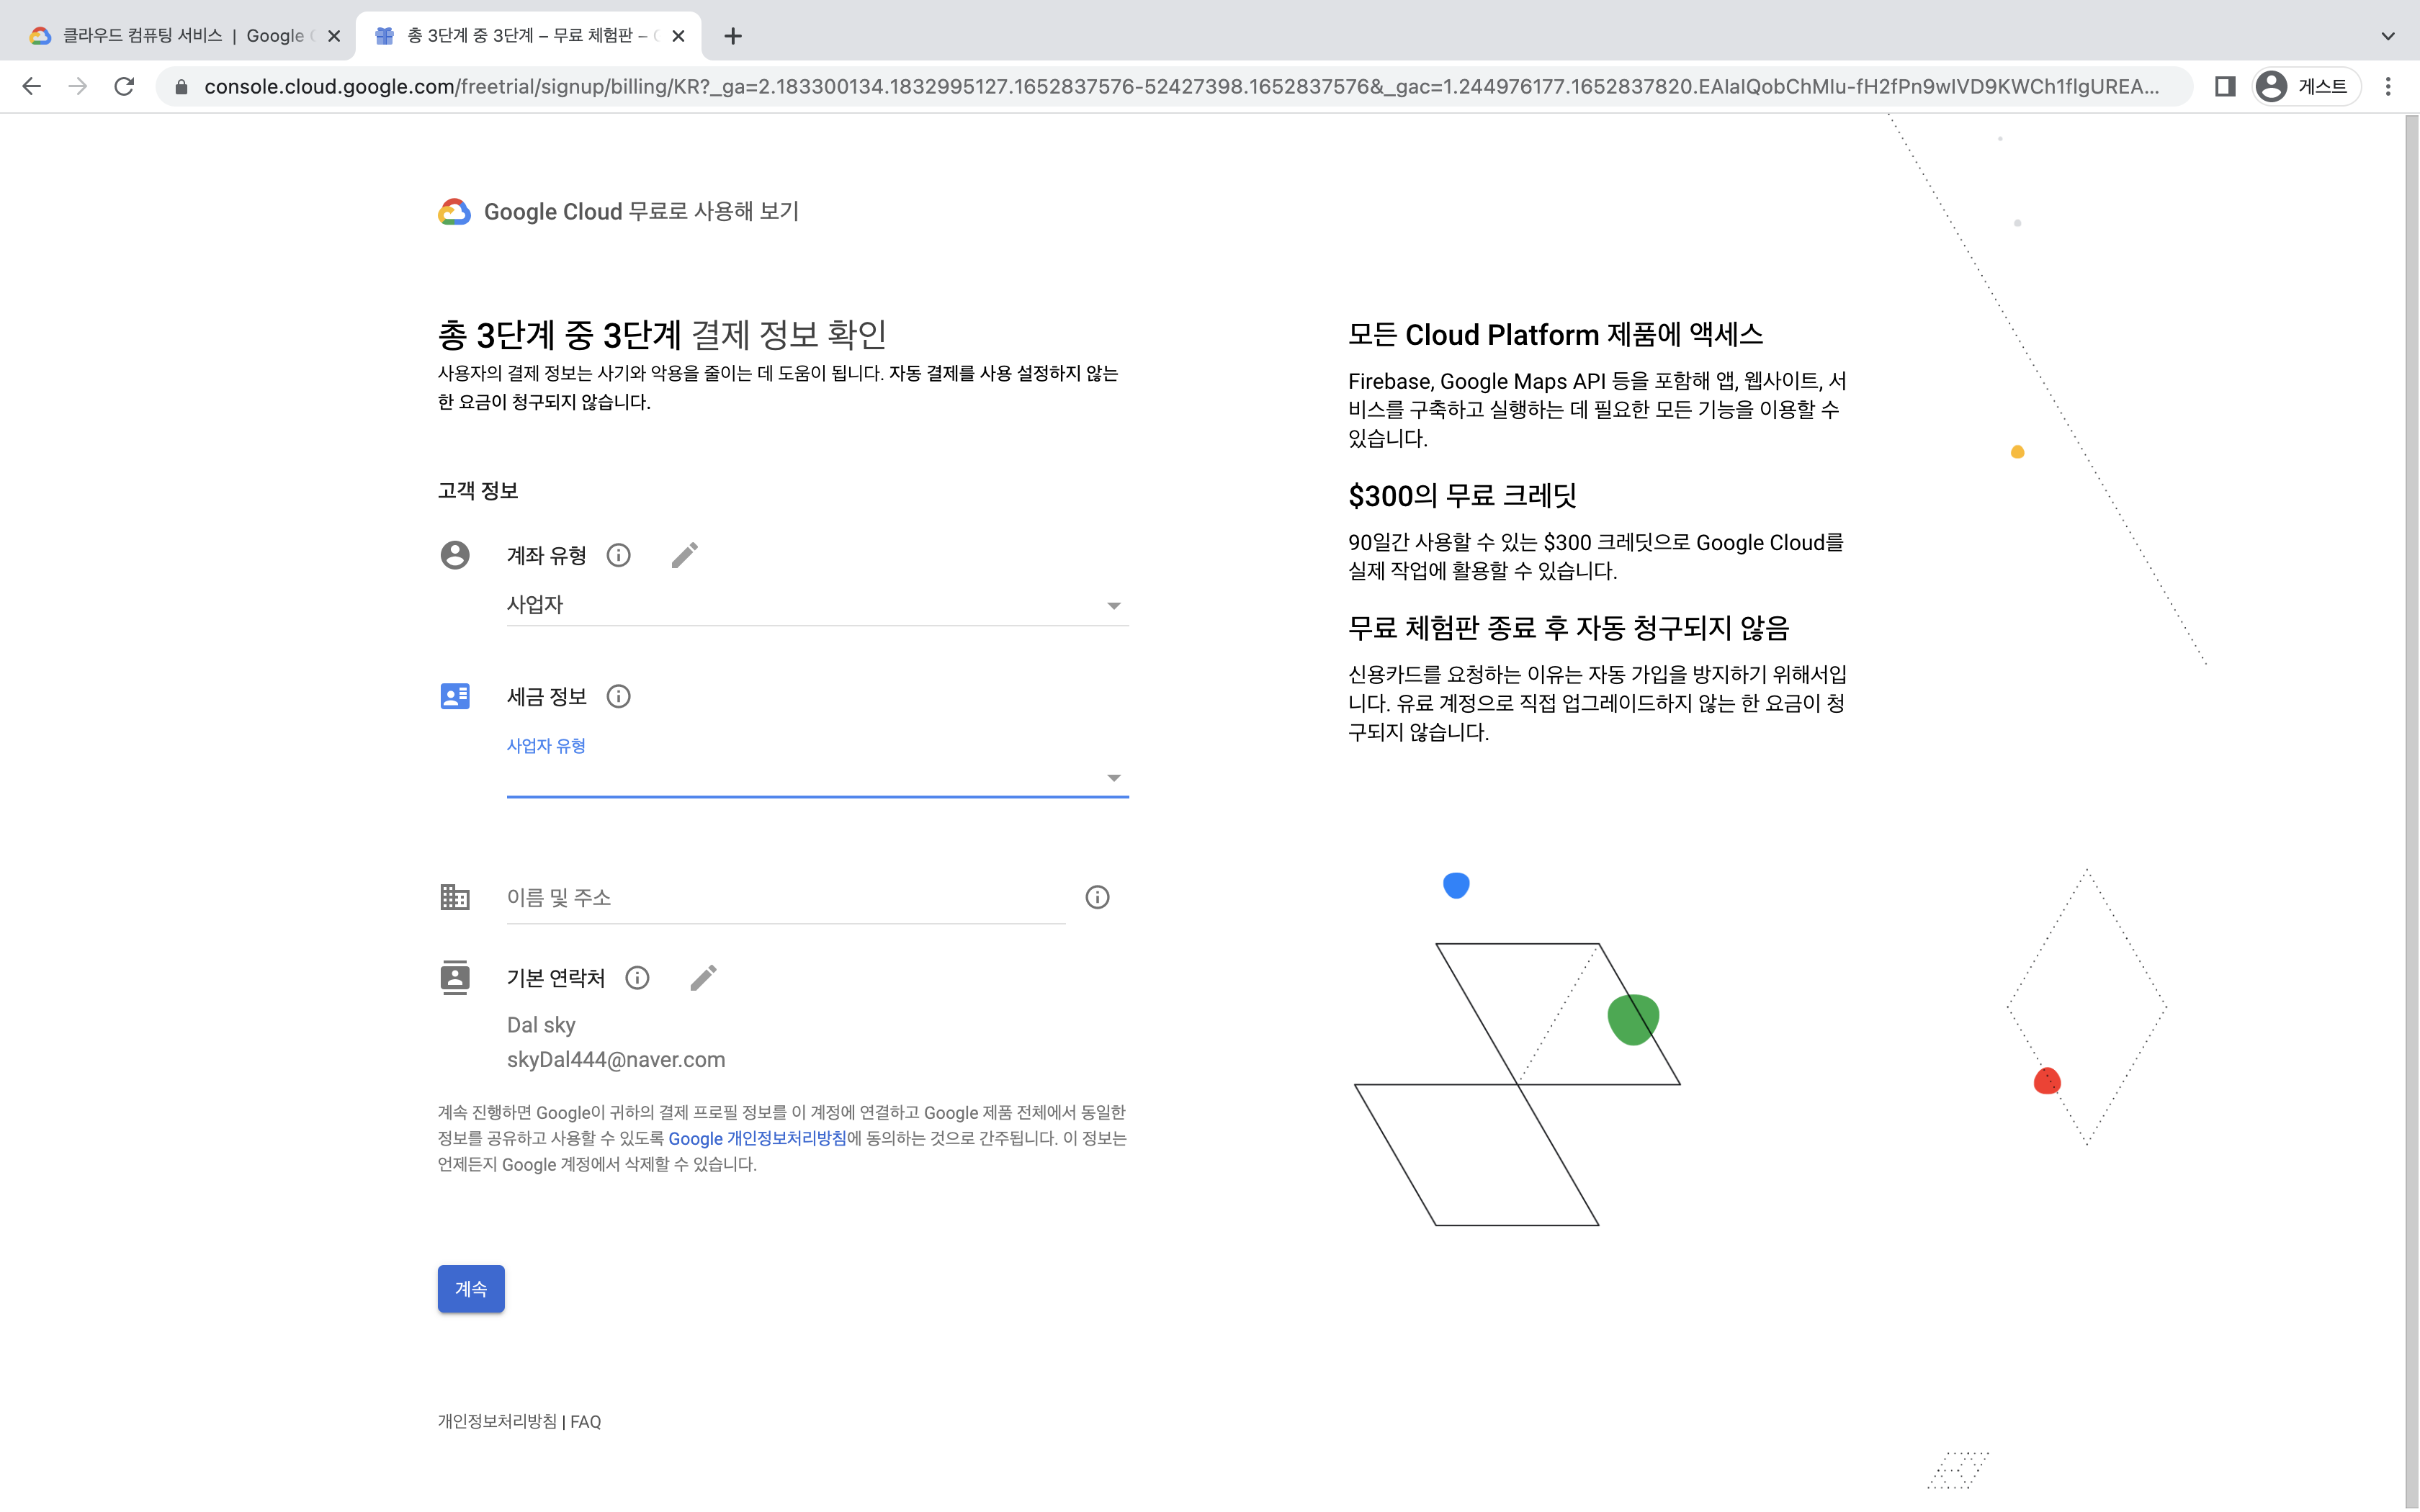 클라우드 컴퓨팅 서비스 | Google
총 3단계 중 3단계 – 무료 체험판 –
console.cloud.google.com/freetrial/signup/billing/KR?_ga=2.183300134.1832995127.1652837576-52427398.1652837576&_gac=1.244976177.1652837820.EAIaIQobChMIu-fH2fPn9wIVD9KWCh1fIgUREA...
게스트
Google Cloud 무료로 사용해 보기
총 3단계 중 3단계 결제 정보 확인
사용자의 결제 정보는 사기와 악용을 줄이는 데 도움이 됩니다. 자동 결제를 사용 설정하지 않는
한 요금이 청구되지 않습니다.
고객 정보
계좌 유형
사업자
세금 정보
사업자 유형
이름 및 주소
기본 연락처
Dal sky
skyDal444@naver.com
계속 진행하면 Google이 귀하의 결제 프로필 정보를 이 계정에 연결하고 Google 제품 전체에서 동일한
정보를 공유하고 사용할 수 있도록 Google 개인정보처리방침에 동의하는 것으로 간주됩니다. 이 정보는
언제든지 Google 계정에서 삭제할 수 있습니다.
계속
개인정보처리방침 | FAQ
모든 Cloud Platform 제품에 액세스
Firebase, Google Maps API 등을 포함해 앱, 웹사이트, 서
비스를 구축하고 실행하는 데 필요한 모든 기능을 이용할 수
있습니다.
$300의 무료 크레딧
90일간 사용할 수 있는 $300 크레딧으로 Google Cloud를
실제 작업에 활용할 수 있습니다.
무료 체험판 종료 후 자동 청구되지 않음
신용카드를 요청하는 이유는 자동 가입을 방지하기 위해서입
니다. 유료 계정으로 직접 업그레이드하지 않는 한 요금이 청
구되지 않습니다.